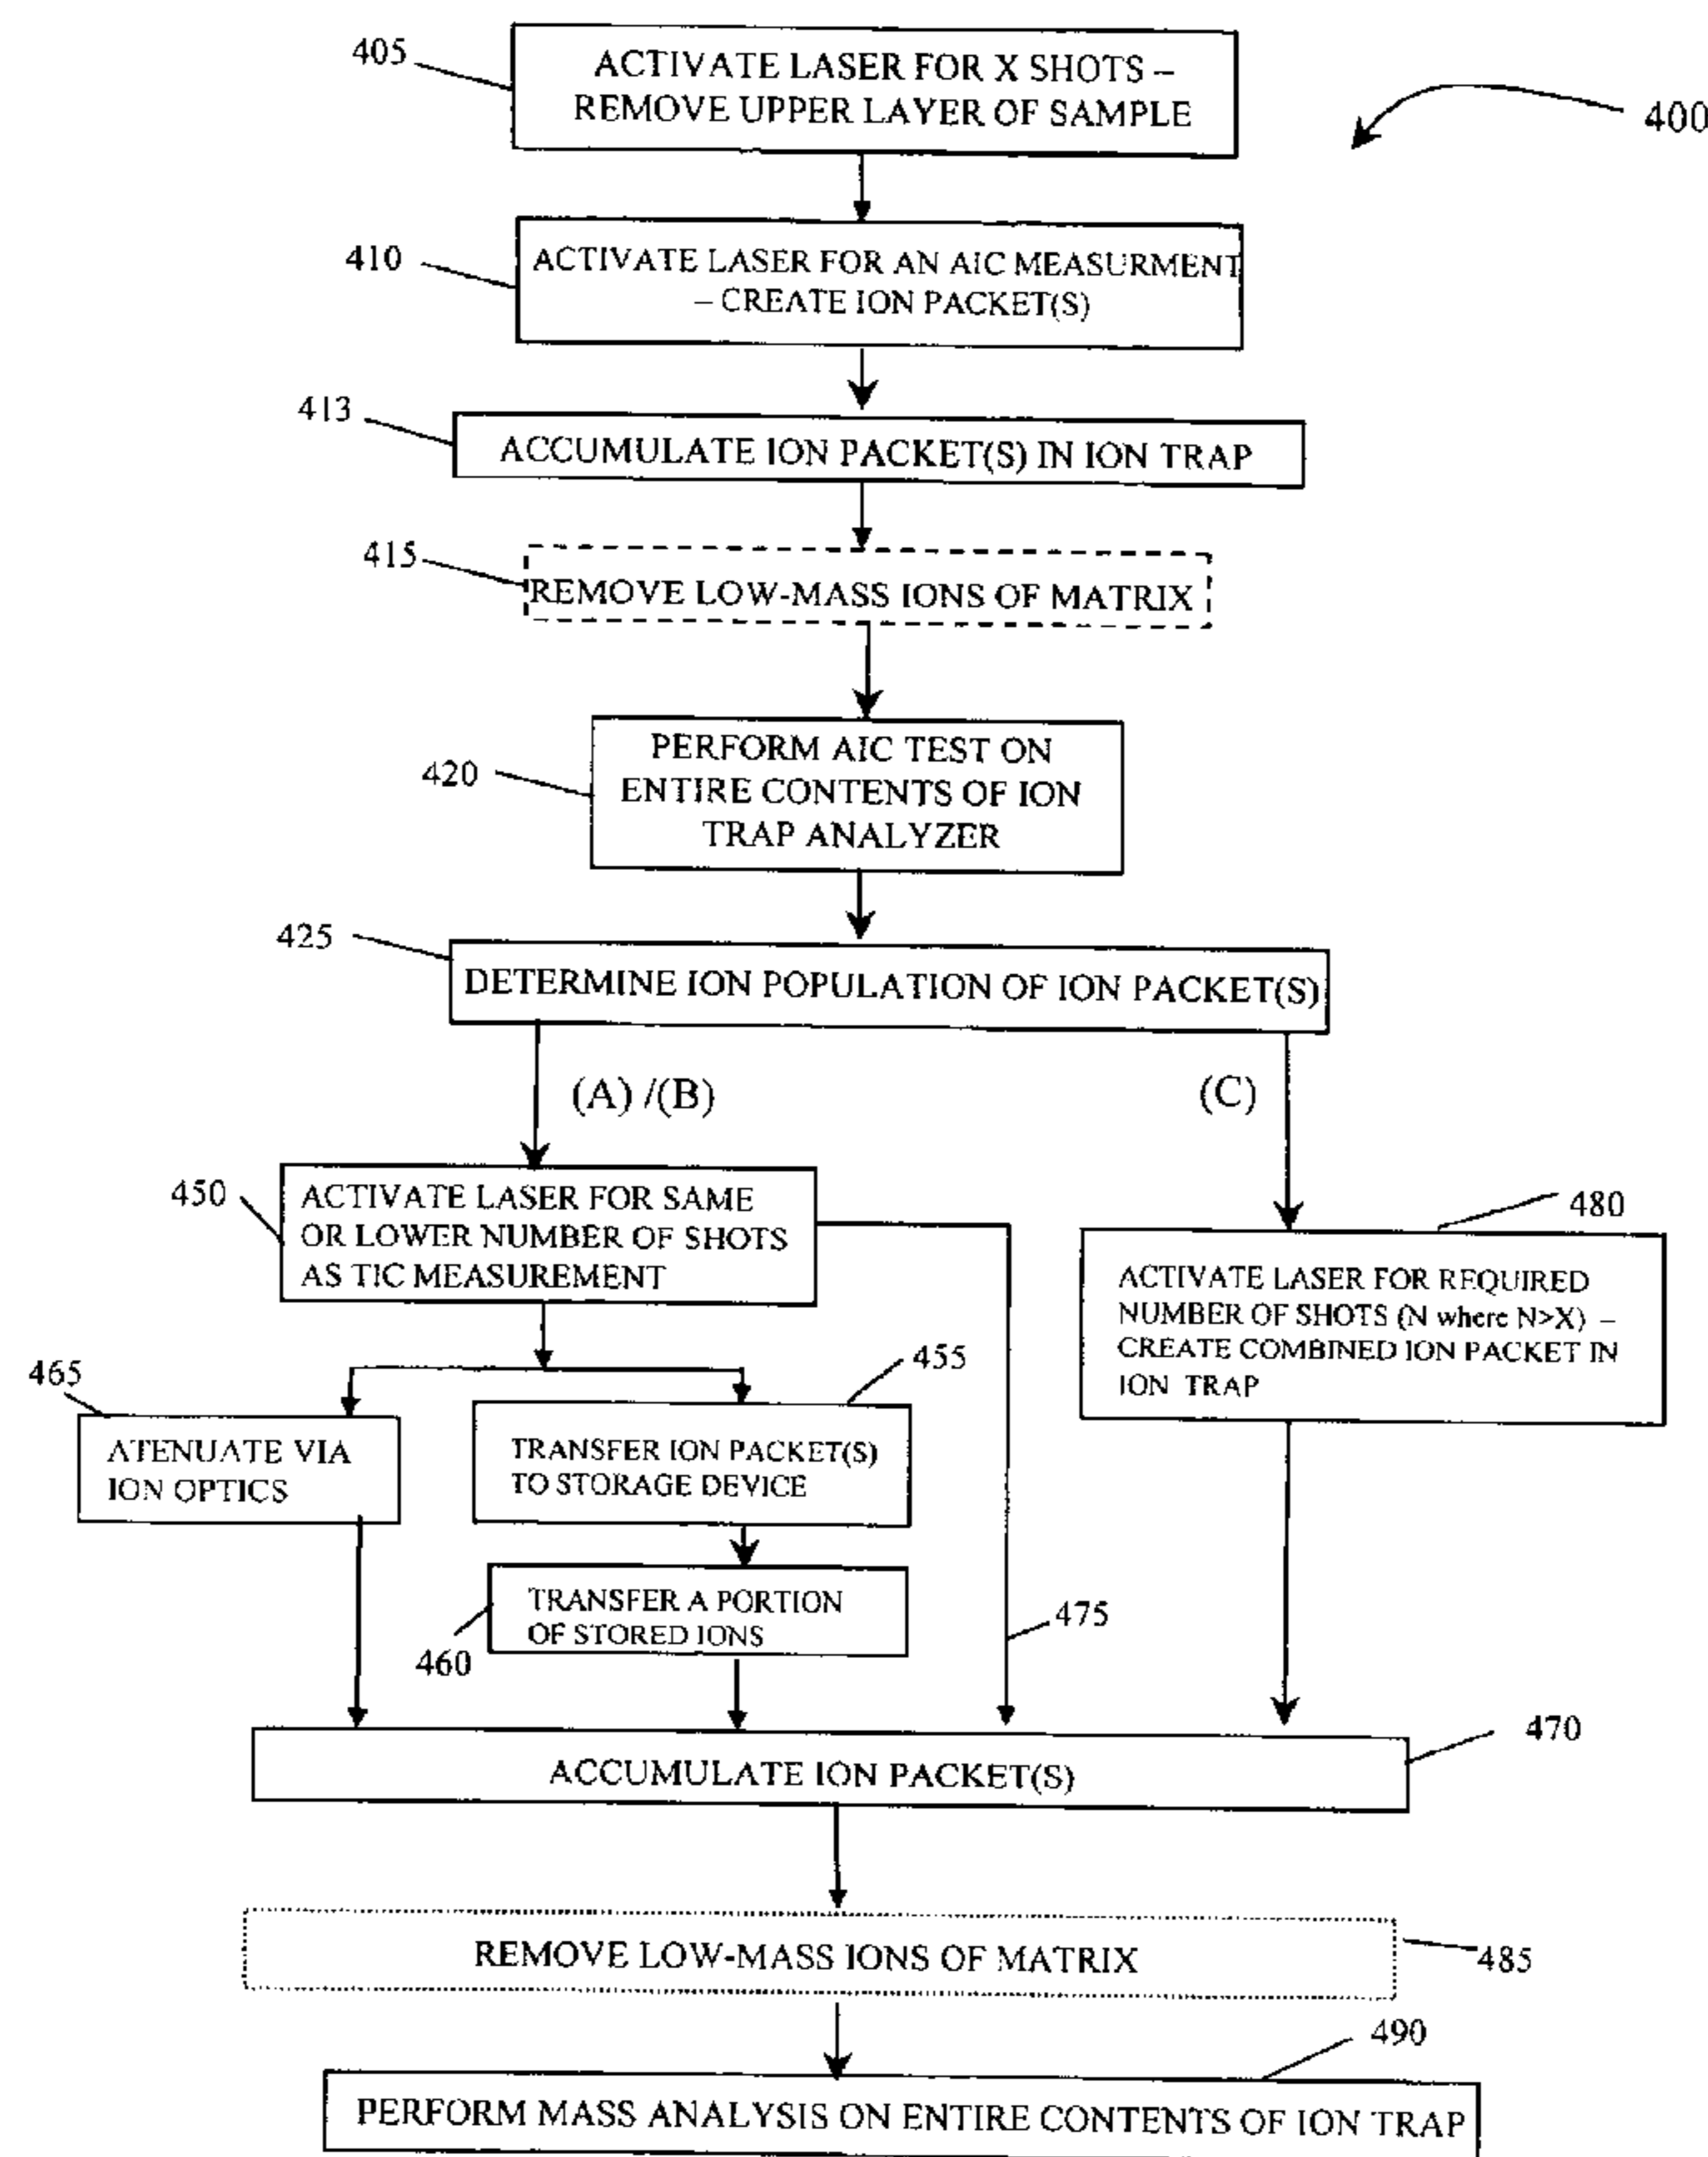 405
ACTIVATE LASER FOR X SHOTS –
REMOVE UPPER LAYER OF SAMPLE
400
410
ACTIVATE LASER FOR AN AIC MEASURMENT
– CREATE ION PACKET(S)
413
ACCUMULATE ION PACKET(S) IN ION TRAP
415
REMOVE LOW-MASS IONS OF MATRIX
420
PERFORM AIC TEST ON
ENTIRE CONTENTS OF ION
TRAP ANALYZER
425
DETERMINE ION POPULATION OF ION PACKET(S)
(A) /(B)
(C)
450
ACTIVATE LASER FOR SAME
OR LOWER NUMBER OF SHOTS
AS TIC MEASUREMENT
480
ACTIVATE LASER FOR REQUIRED
NUMBER OF SHOTS (N where N>X) –
CREATE COMBINED ION PACKET IN
ION TRAP
465
ATENUATE VIA
ION OPTICS
455
TRANSFER ION PACKET(S)
TO STORAGE DEVICE
460
TRANSFER A PORTION
OF STORED IONS
475
470
ACCUMULATE ION PACKET(S)
REMOVE LOW-MASS IONS OF MATRIX
485
490
PERFORM MASS ANALYSIS ON ENTIRE CONTENTS OF ION TRAP